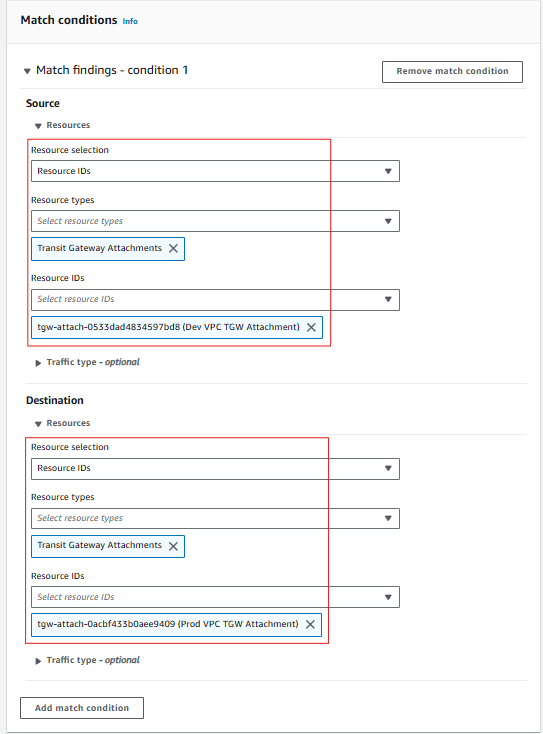 Match conditions Info
Match findings - condition 1
Remove match condition
Source
Resources
Resource selection
Resource IDs
Resource types
Select resource types
Transit Gateway Attachments
Resource IDs
Select resource IDs
tgw-attach-0533dad4834597bd8 (Dev VPC TGW Attachment)
Traffic type - optional
Destination
Resources
Resource selection
Resource IDs
Resource types
Select resource types
Transit Gateway Attachments
Resource IDs
Select resource IDs
tgw-attach-0acbf433b0aee9409 (Prod VPC TGW Attachment)
Traffic type - optional
Add match condition